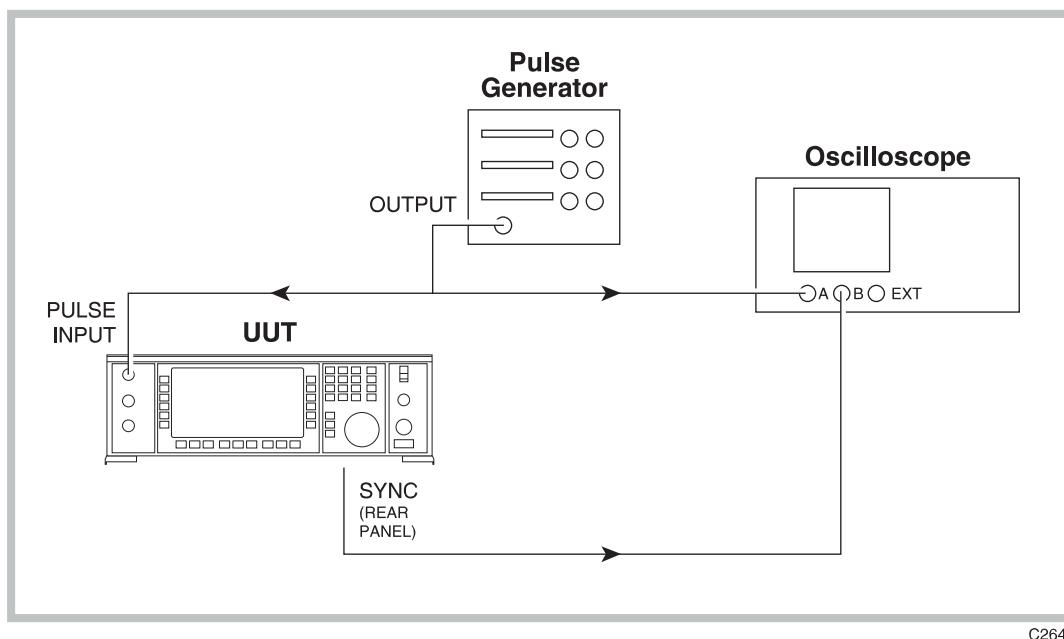 Pulse
Generator
Oscilloscope
OUTPUT
A B EXT
PULSE
INPUT
UUT
SYNC
(REAR
PANEL)
C264